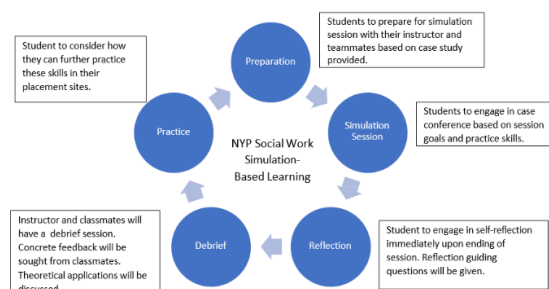 Students to prepare for simulation
session with their instructor and
teammates based on case study
provided.
Student to consider how
they can further practice
these skills in their
placement sites.
Preparation
Practice
Simulation
Session
NYP Social Work
Simulation-
Based Learning
Students to engage in case
conference based on session
goals and practice skills.
Instructor and classmates will
have a debrief session.
Concrete feedback will be
sought from classmates.
Theoretical applications will be
discussed
Debrief
Reflection
Student to engage in self-reflection
immediately upon ending of
session. Reflection guiding
questions will be given.